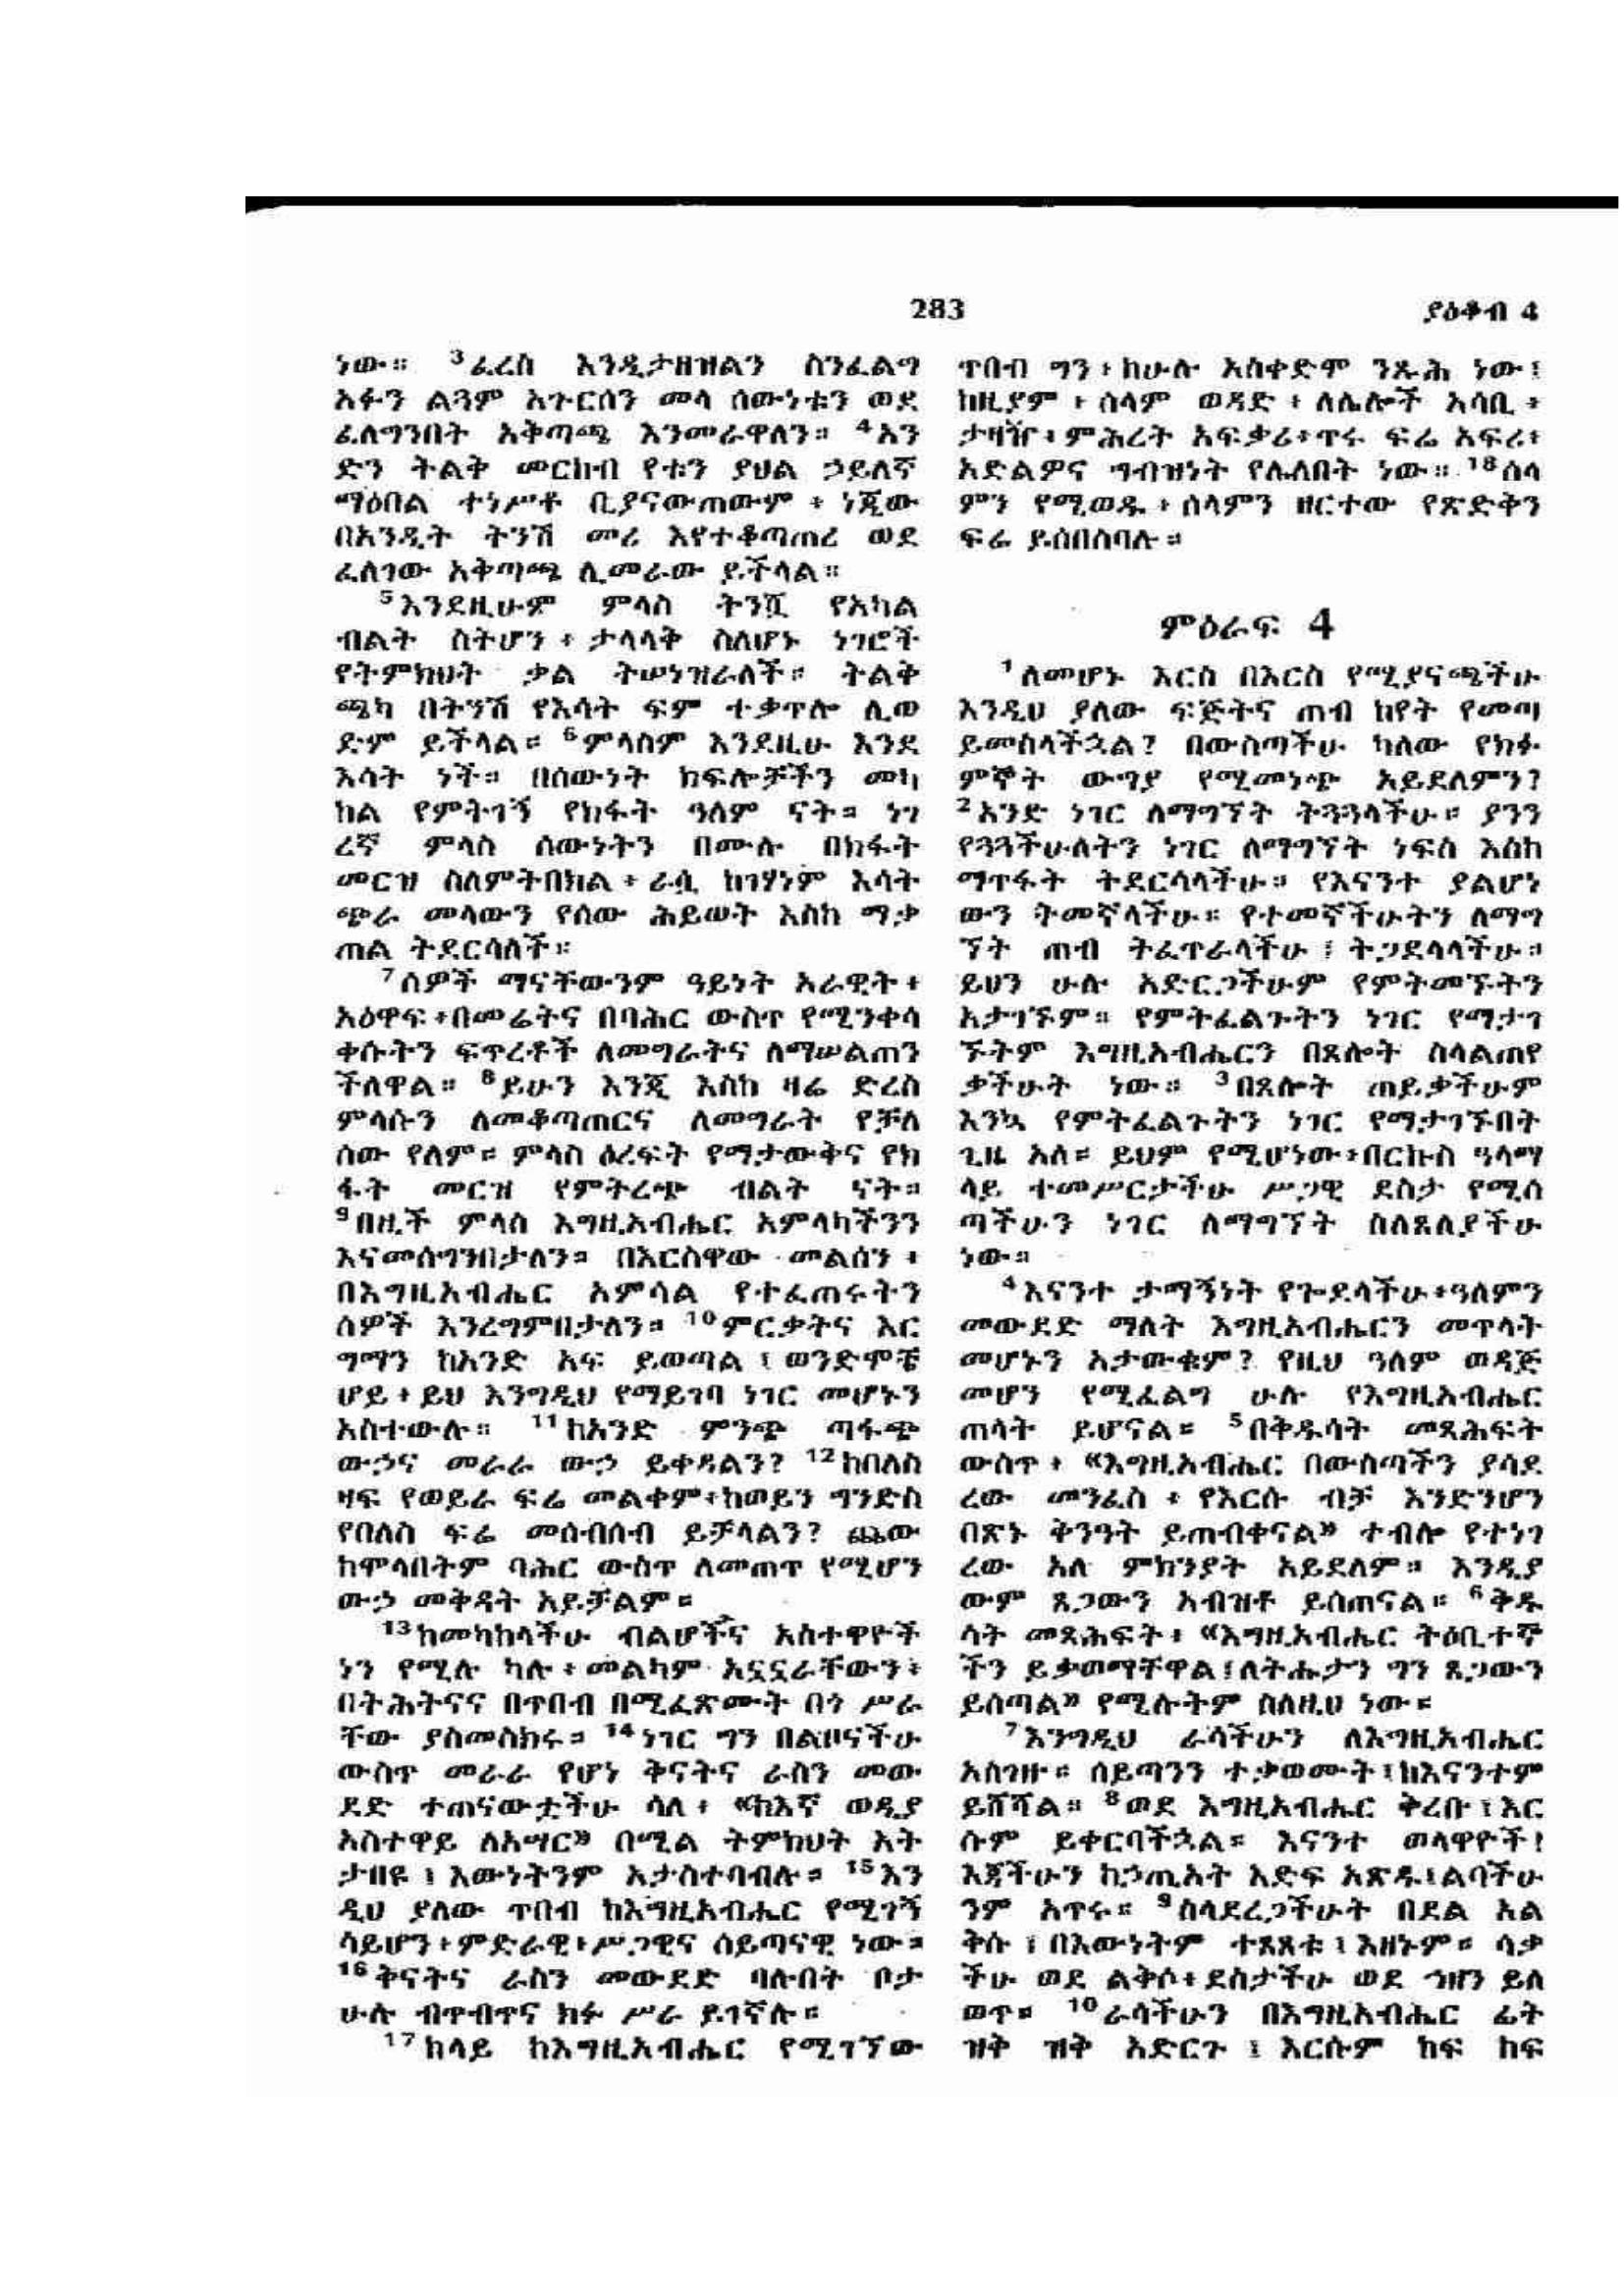 283
ያዕቆብ 4
ነው። 3ፈረስ እንዲታዘዝልን ስንፈልግ
አፉን ልጓም አጉርሰን መላ ሰውነቱን ወደ
ፈለግንበት አቅጣጫ እንመራዋለን። 4አን
ድን ትልቅ መርከብ የቱን ያህል ኃይለኛ
ማዕበል ተነሥቶ ቢያናውጠውም ፥ ነጂው
በአንዲት ትንሽ መሪ እየተቆጣጠረ ወደ
ፈለገው አቅጣጫ ሊመራው ይችላል።
5እንደዚሁም ምላስ ትንሿ የአካል
ብልት ስትሆን ፥ ታላላቅ ስለሆኑ ነገሮች
የትምክህት ቃል ትሠነዝራለች። ትልቅ
ጫካ በትንሽ የእሳት ፍም ተቃጥሎ ሊወ
ድም ይችላል። 6ምላስም እንደዚሁ እንደ
እሳት ነች። በሰውነት ክፍሎቻችን መካ
ከል የምትገኝ የክፋት ዓለም ናት። ነገ
ረኛ ምላስ ሰውነትን በሙሉ በክፋት
መርዝ ስለምትበክል ፥ ራሷ ከገሃነም እሳት
ጭራ መላውን የሰው ሕይወት እስከ ማቃ
ጠል ትደርሳለች።
7ሰዎች ማናቸውንም ዓይነት አራዊት ፥
አዕዋፍ ፥ በመሬትና በባሕር ውስጥ የሚንቀሳ
ቀሱትን ፍጥረቶች ለመግራትና ለማሠልጠን
ችለዋል። 8ይሁን እንጂ እስከ ዛሬ ድረስ
ምላሱን ለመቆጣጠርና ለመግራት የቻለ
ሰው የለም። ምላስ ዕረፍት የማታውቅና የክ
ፋት መርዝ የምትረጭ ብልት ናት።
9በዚች ምላስ እግዚአብሔር አምላካችንን
እናመሰግንበታለን። በእርስዋው መልሰን ፥
በእግዚአብሔር አምሳል የተፈጠሩትን
ሰዎች እንረግምበታለን። 10ምርቃትና እር
ግማን ከአንድ አፍ ይወጣል ፤ ወንድሞቼ
ሆይ ፥ ይህ እንግዲህ የማይገባ ነገር መሆኑን
አስተውሉ። 11ከአንድ ምንጭ ጣፋጭ
ውኃና መራራ ውኃ ይቀዳልን? 12ከበለስ
ዛፍ የወይራ ፍሬ መልቀም ፥ ከወይን ግንድስ
የበለስ ፍሬ መሰብሰብ ይቻላልን? ጨው
ከሞላበትም ባሕር ውስጥ ለመጠጥ የሚሆን
ውኃ መቅዳት አይቻልም።
13ከመካከላችሁ ብልሆችና አስተዋዮች
ነን የሚሉ ካሉ ፥ መልካም አኗኗራቸውን ፥
በትሕትናና በጥበብ በሚፈጽሙት በጎ ሥራ
ቸው ያስመስክሩ። 14ነገር ግን በልቦናችሁ
ውስጥ መራራ የሆነ ቅናትና ራስን መው
ደድ ተጠናውቷችሁ ሳለ ፥ «ከእኛ ወዲያ
አስተዋይ ለአሣር» በሚል ትምክህት አት
ታበዩ ፤ እውነትንም አታስተባብሉ። 15እን
ዲህ ያለው ጥበብ ከእግዚአብሔር የሚገኝ
ሳይሆን ፥ ምድራዊ ፥ ሥጋዊና ሰይጣናዊ ነው።
16ቅናትና ራስን መውደድ ባሉበት ቦታ
ሁሉ ብጥብጥና ክፉ ሥራ ይገኛሉ።
17ከላይ ከእግዚአብሔር የሚገኘው
ጥበብ ግን ፥ ከሁሉ አስቀድሞ ንጹሕ ነው ፤
ከዚያም ፥ ሰላም ወዳድ ፥ ለሌሎች አሳቢ ፥
ታዛዥ ፥ ምሕረት አፍቃሪ ፥ ጥሩ ፍሬ አፍሪ ፥
አድልዎና ግብዝነት የሌለበት ነው። 18ሰላ
ምን የሚወዱ ፥ ሰላምን ዘርተው የጽድቅን
ፍሬ ይሰበስባሉ።
ምዕራፍ 4
1ለመሆኑ እርስ በእርስ የሚያናጫችሁ
እንዲህ ያለው ፍጅትና ጠብ ከየት የመጣ
ይመስላችኋል? በውስጣችሁ ካለው የክፉ
ምኞት ውጊያ የሚመነጭ አይደለምን?
2አንድ ነገር ለማግኘት ትጓጓላችሁ። ያንን
የጓጓችሁለትን ነገር ለማግኘት ነፍስ እስከ
ማጥፋት ትደርሳላችሁ። የእናንተ ያልሆነ
ውን ትመኛላችሁ። የተመኛችሁትን ለማግ
ኘት ጠብ ትፈጥራላችሁ ፤ ትጋደላላችሁ።
ይህን ሁሉ አድርጋችሁም የምትመኙትን
አታገኙም። የምትፈልጉትን ነገር የማታገ
ኙትም እግዚአብሔርን በጸሎት ስላልጠየ
ቃችሁት ነው። 3በጸሎት ጠይቃችሁም
እንኳ የምትፈልጉትን ነገር የማታገኙበት
ጊዜ አለ። ይህም የሚሆነው ፥ በርኩስ ዓላማ
ላይ ተመሥርታችሁ ሥጋዊ ደስታ የሚሰ
ጣችሁን ነገር ለማግኘት ስለጸለያችሁ
ነው።
4እናንተ ታማኝነት የጐደላችሁ ፥ ዓለምን
መውደድ ማለት እግዚአብሔርን መጥላት
መሆኑን አታውቁም? የዚህ ዓለም ወዳጅ
መሆን የሚፈልግ ሁሉ የእግዚአብሔር
ጠላት ይሆናል። 5በቅዱሳት መጻሕፍት
ውስጥ ፥ «እግዚአብሔር በውስጣችን ያሳደ
ረው መንፈስ ፥ የእርሱ ብቻ እንድንሆን
በጽኑ ቅንዓት ይጠብቀናል» ተብሎ የተነገ
ረው አለ ምክንያት አይደለም። እንዲያ
ውም ጸጋውን አብዝቶ ይሰጠናል። 6ቅዱ
ሳት መጻሕፍት ፥ «እግዚአብሔር ትዕቢተኞ
ችን ይቃወማቸዋል ፤ ለትሑታን ግን ጸጋውን
ይሰጣል» የሚሉትም ስለዚህ ነው።
7እንግዲህ ራሳችሁን ለእግዚአብሔር
አስገዙ። ሰይጣንን ተቃወሙት ፤ ከእናንተም
ይሸሻል። 8ወደ እግዚአብሔር ቅረቡ ፤ እር
ሱም ይቀርባችኋል። እናንተ ወላዋዮች!
እጃችሁን ከኃጢአት እድፍ አጽዱ ፤ ልባችሁ
ንም አጥሩ። 9ስላደረጋችሁት በደል አል
ቅሱ ፤ በእውነትም ተጸጸቱ ፤ እዘኑም። ሳቃ
ችሁ ወደ ልቅሶ ፥ ደስታችሁ ወደ ኀዘን ይለ
ወጥ። 10ራሳችሁን በእግዚአብሔር ፊት
ዝቅ ዝቅ አድርጉ ፤ እርሱም ከፍ ከፍ